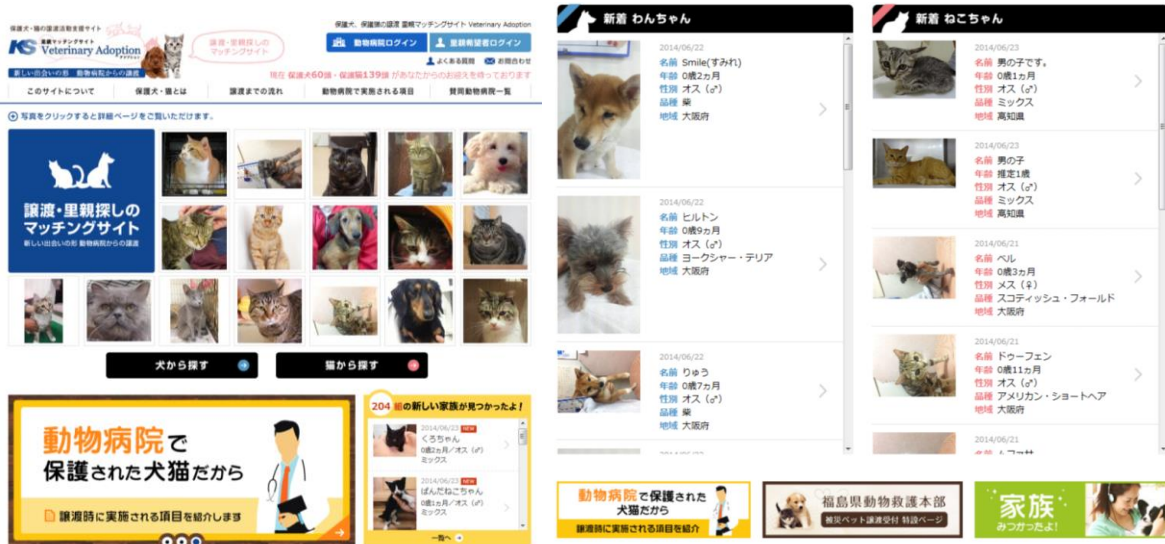 保護犬・猫の譲渡活動支援サイト
保護犬、保護猫の譲渡 里親マッチングサイト Veterinary Adoption
KS 里親マッチングサイト
Veterinary Adoption
アダプション
新しい出会いの形 動物病院からの譲渡
譲渡・里親探しの
マッチングサイト
動物病院ログイン
里親希望者ログイン
よくある質問
お問合わせ
現在 保護犬60頭・保護猫139頭 があなたからのお迎えを待っております
このサイトについて
保護犬・猫とは
譲渡までの流れ
動物病院で実施される項目
賛同動物病院一覧
写真をクリックすると詳細ページをご覧いただけます。
譲渡・里親探しの
マッチングサイト
新しい出会いの形 動物病院からの譲渡
犬から探す
猫から探す
動物病院で
保護された犬猫だから
譲渡時に実施される項目を紹介します
204 組の新しい家族が見つかったよ!
2014/06/23 NEW
くろちゃん
0歳2ヵ月/オス (♂)
ミックス
2014/06/23 NEW
ぱんだねこちゃん
0歳1ヵ月/オス (♂)
ミックス
一覧へ
新着 わんちゃん
2014/06/22
名前 Smile(すみれ)
年齢 0歳2ヵ月
性別 オス (♂)
品種 柴
地域 大阪府
2014/06/22
名前 ヒルトン
年齢 0歳9ヵ月
性別 オス (♂)
品種 ヨークシャー・テリア
地域 大阪府
2014/06/22
名前 りゅう
年齢 0歳7ヵ月
性別 オス (♂)
品種 柴
地域 大阪府
新着 ねこちゃん
2014/06/23
名前 男の子です。
年齢 0歳1ヵ月
性別 オス (♂)
品種 ミックス
地域 高知県
2014/06/23
名前 男の子
年齢 推定1歳
性別 オス (♂)
品種 ミックス
地域 高知県
2014/06/21
名前 ベル
年齢 0歳3ヵ月
性別 メス (♀)
品種 スコティッシュ・フォールド
地域 大阪府
2014/06/21
名前 ドゥーフェン
年齢 0歳11ヵ月
性別 オス (♂)
品種 アメリカン・ショートヘア
地域 大阪府
2014/06/21
動物病院で保護された
犬猫だから
譲渡時に実施される項目を紹介
福島県動物救護本部
被災ペット譲渡受付 特設ページ
家族
みつかったよ!